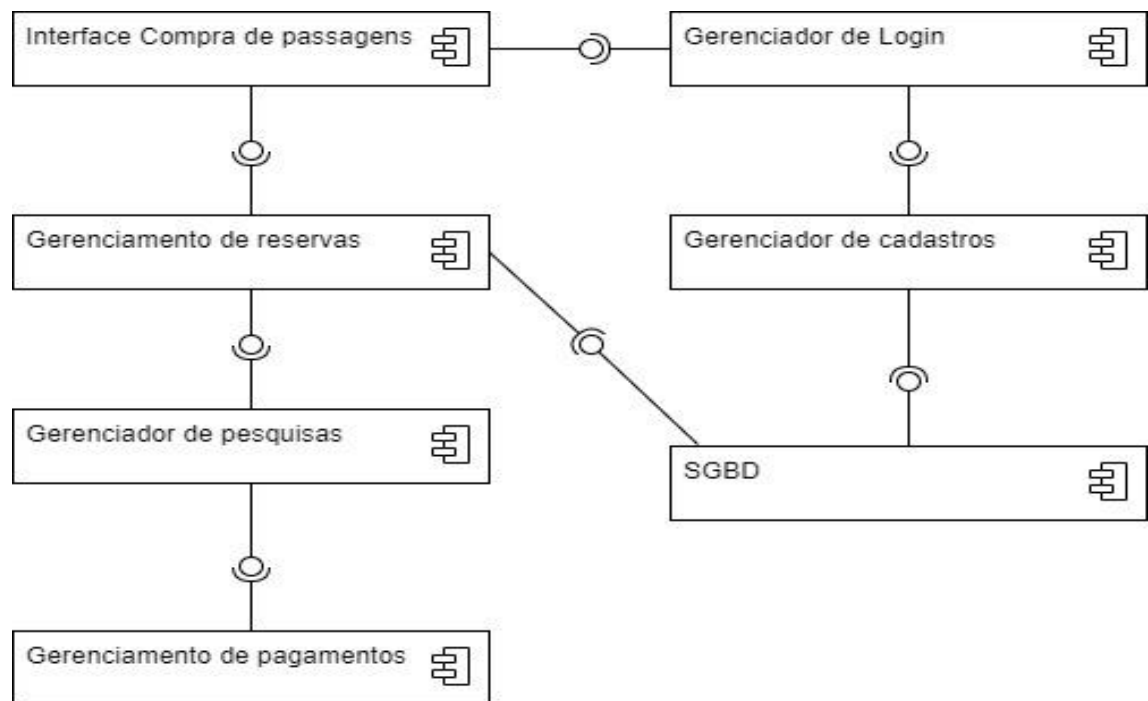 Interface Compra de passagens
Gerenciador de Login
Gerenciamento de reservas
Gerenciador de cadastros
Gerenciador de pesquisas
SGBD
Gerenciamento de pagamentos